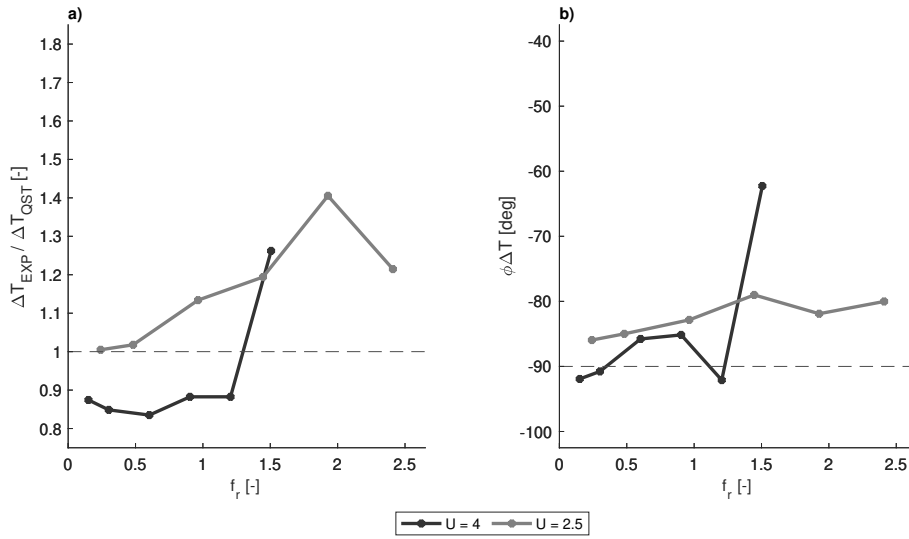 a)
1.8
1.7
1.6
1.5
1.4
1.3
1.2
1.1
1
0.9
0.8
ΔT_EXP / ΔT_QST [-]
0 0.5 1 1.5 2 2.5
f_r [-]
b)
-40
-50
-60
-70
-80
-90
-100
ϕΔT [deg]
0 0.5 1 1.5 2 2.5
f_r [-]
U = 4 U = 2.5